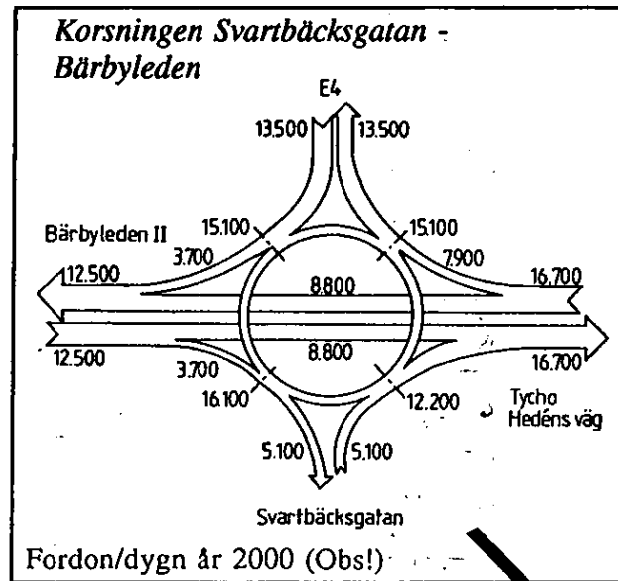 Korsningen Svartbäcksgatan -
Bärbyleden
E4
13.500 13.500
15.100 15.100
Bärbyleden II
3.700 7.900
12.500 8.800 16.700
12.500 8.800 16.700
3.700
16.100 12.200
Tycho
Hedéns väg
5.100 5.100
Svartbäcksgatan
Fordon/dygn år 2000 (Obs!)